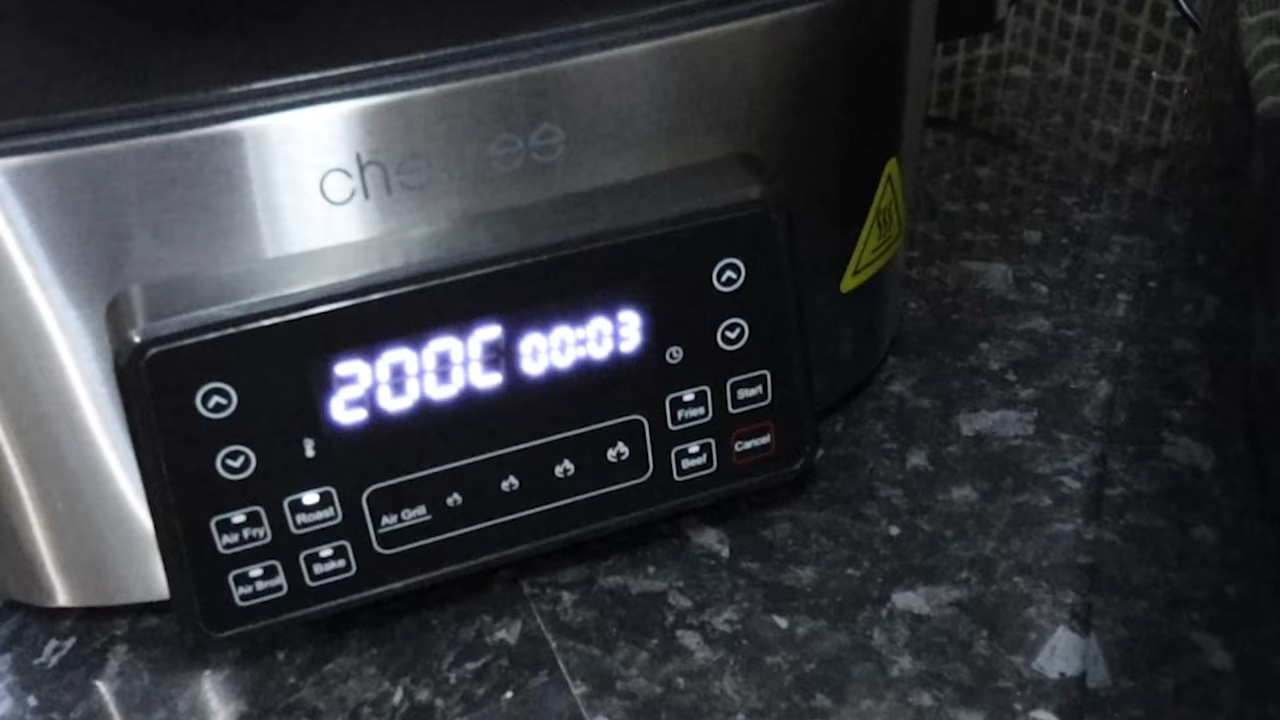 200C 00:03
Start
Fries
Cancel
Beef
Air Grill
Roast
Air Fry
Bake
Air Broil